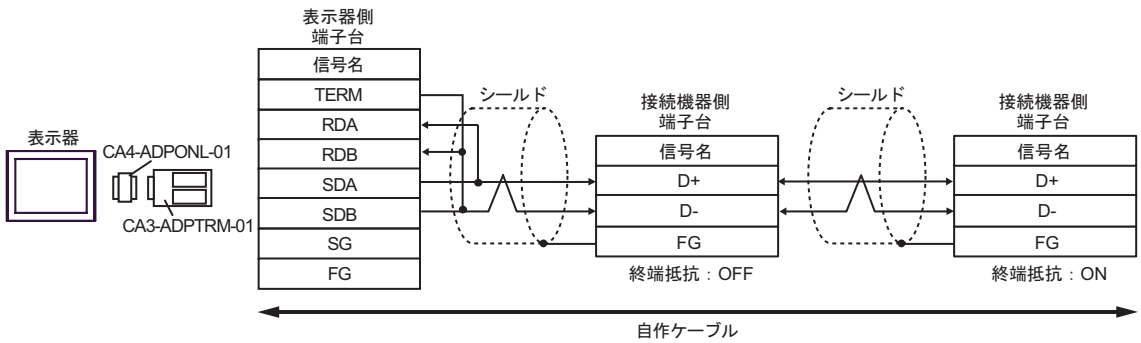 表示器
CA4-ADPONL-01
CA3-ADPTRM-01
表示器側
端子台
信号名
TERM
RDA
RDB
SDA
SDB
SG
FG
シールド
接続機器側
端子台
信号名
D+
D-
FG
終端抵抗：OFF
シールド
接続機器側
端子台
信号名
D+
D-
FG
終端抵抗：ON
自作ケーブル